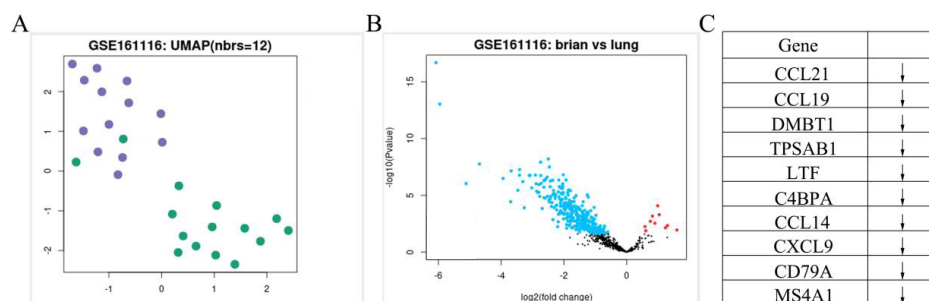 A
GSE161116: UMAP(nbrs=12)
2
1
0
-1
-2
-1
0
1
2
B
GSE161116: brian vs lung
-log10(Pvalue)
15
10
5
0
-6
-4
-2
0
log2(fold change)
C
Gene
CCL21 ↓
CCL19 ↓
DMBT1 ↓
TPSAB1 ↓
LTF ↓
C4BPA ↓
CCL14 ↓
CXCL9 ↓
CD79A ↓
MS4A1 ↓